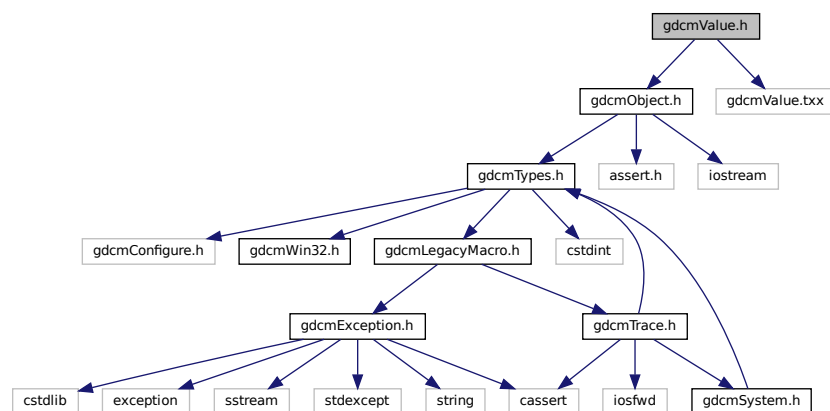 gdcmValue.h
gdcmObject.h
gdcmValue.txx
gdcmTypes.h
assert.h
iostream
gdcmConfigure.h
gdcmWin32.h
gdcmLegacyMacro.h
cstdint
gdcmException.h
gdcmTrace.h
cstdlib
exception
sstream
stdexcept
string
cassert
iosfwd
gdcmSystem.h